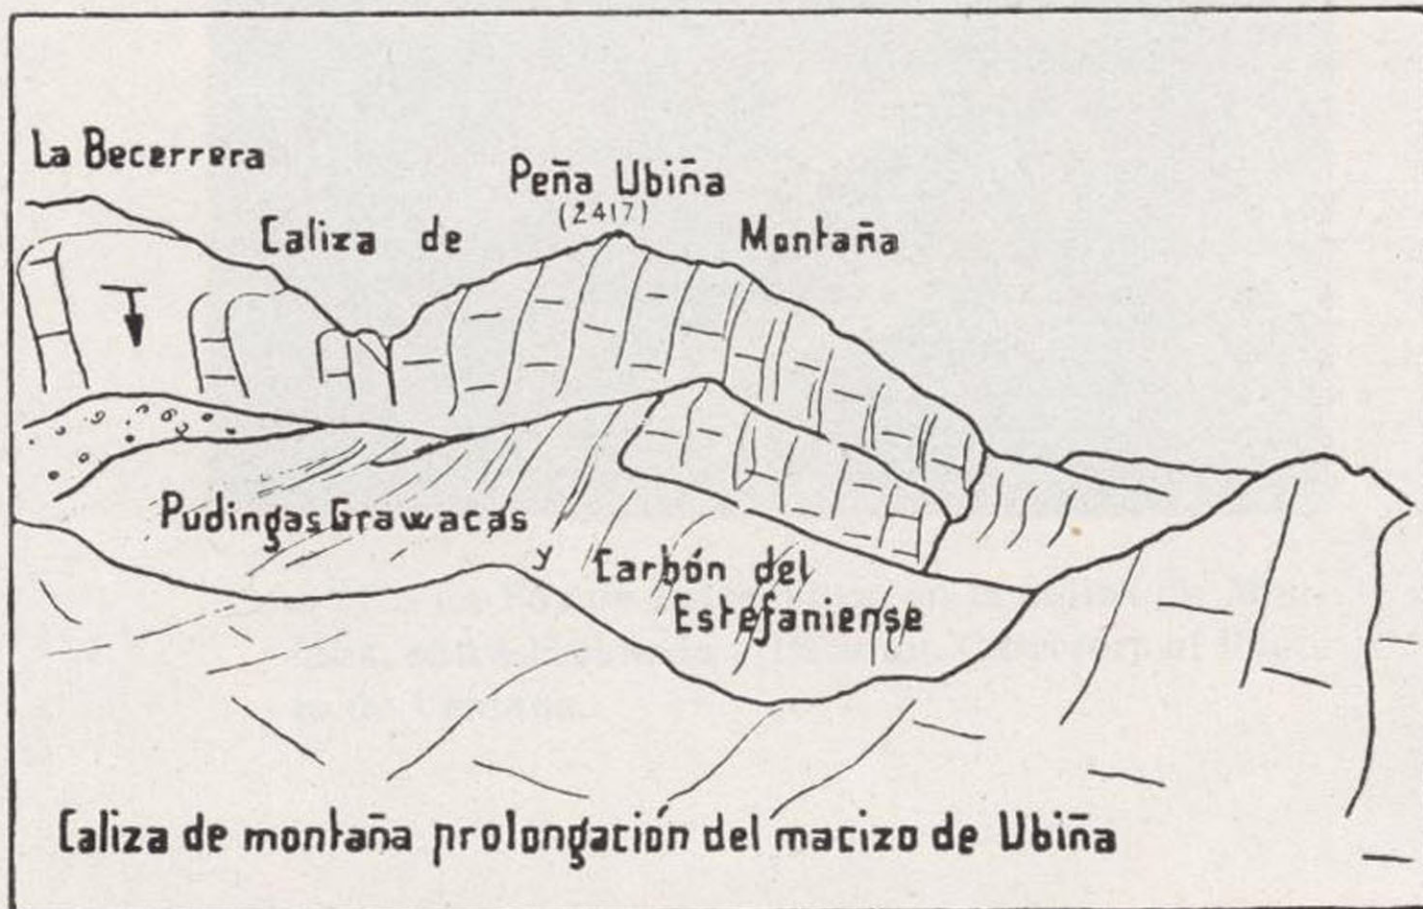 La Becerrera
Peña Ubiña
(2417)
Caliza de Montaña
Pudingas Grawacas
y Carbón del
Estefaniense
Caliza de montaña prolongación del macizo de Ubiña